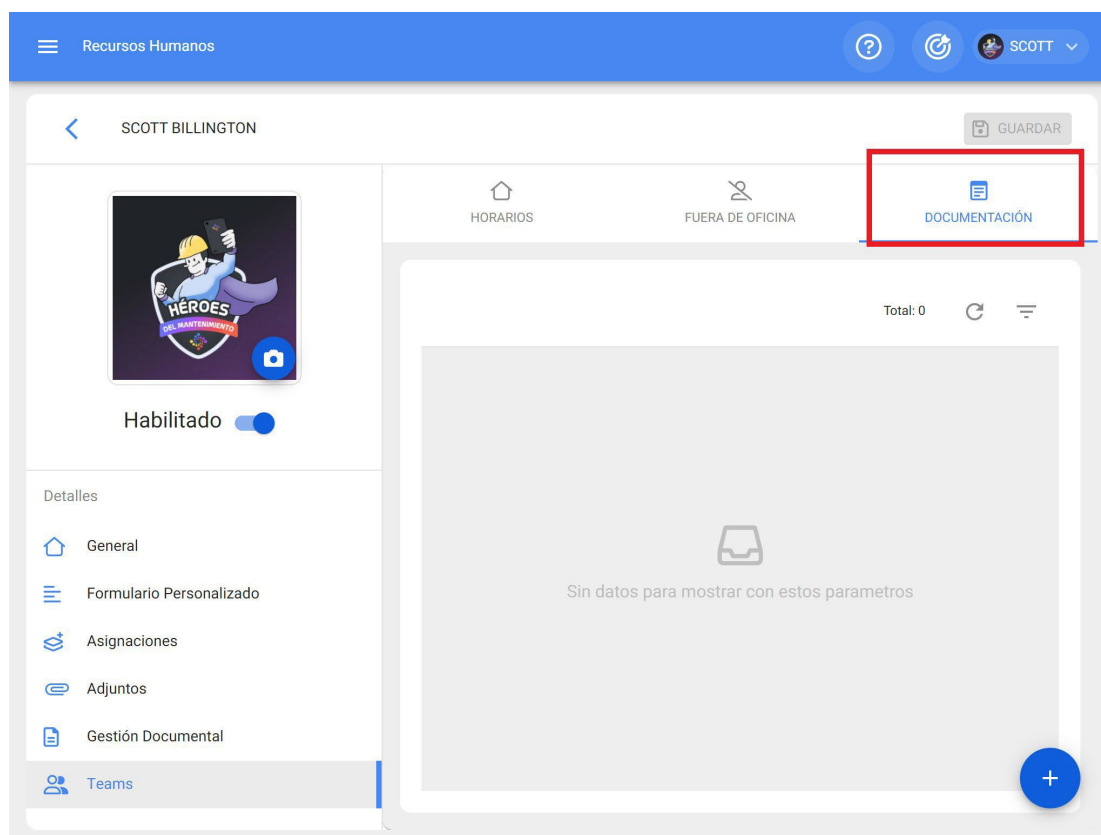 Recursos Humanos
SCOTT
SCOTT BILLINGTON
GUARDAR
HÉROES
DEL MANTENIMIENTO
Habilitado
Detalles
General
Formulario Personalizado
Asignaciones
Adjuntos
Gestión Documental
Teams
HORARIOS
FUERA DE OFICINA
DOCUMENTACIÓN
Total: 0
Sin datos para mostrar con estos parametros